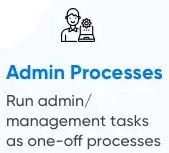 Admin Processes
Run admin/
management tasks
as one-off processes